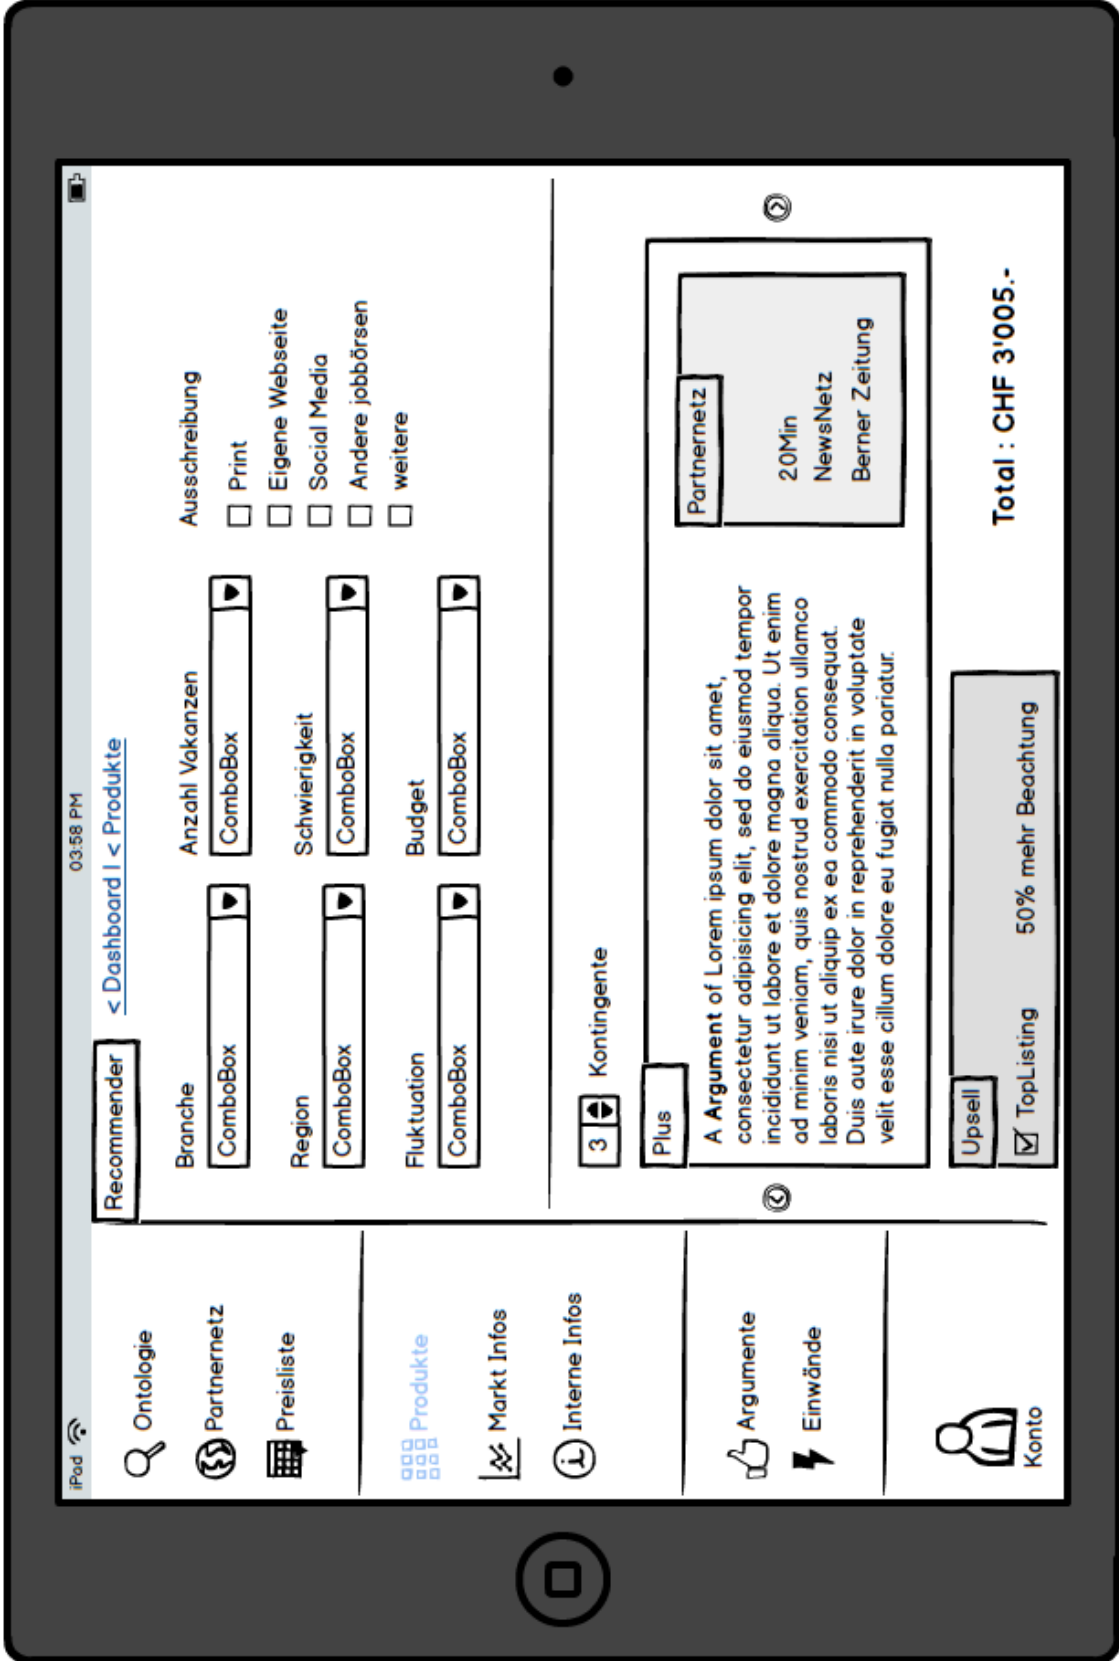 iPad
03:58 PM
Ontologie
Partnernetz
Preisliste
Produkte
Markt Infos
Interne Infos
Argumente
Einwände
Konto
Recommender
< Dashboard | < Produkte
Branche
ComboBox
Anzahl Vakanzen
ComboBox
Region
ComboBox
Schwierigkeit
ComboBox
Fluktuation
ComboBox
Budget
ComboBox
Ausschreibung
Print
Eigene Webseite
Social Media
Andere jobbörsen
weitere
3 Kontingente
Plus
A Argument of Lorem ipsum dolor sit amet,
consectetur adipisicing elit, sed do eiusmod tempor
incididunt ut labore et dolore magna aliqua. Ut enim
ad minim veniam, quis nostrud exercitation ullamco
laboris nisi ut aliquip ex ea commodo consequat.
Duis aute irure dolor in reprehenderit in voluptate
velit esse cillum dolore eu fugiat nulla pariatur.
Partnernetz
20Min
NewsNetz
Berner Zeitung
Upsell
TopListing 50% mehr Beachtung
Total : CHF 3'005.-